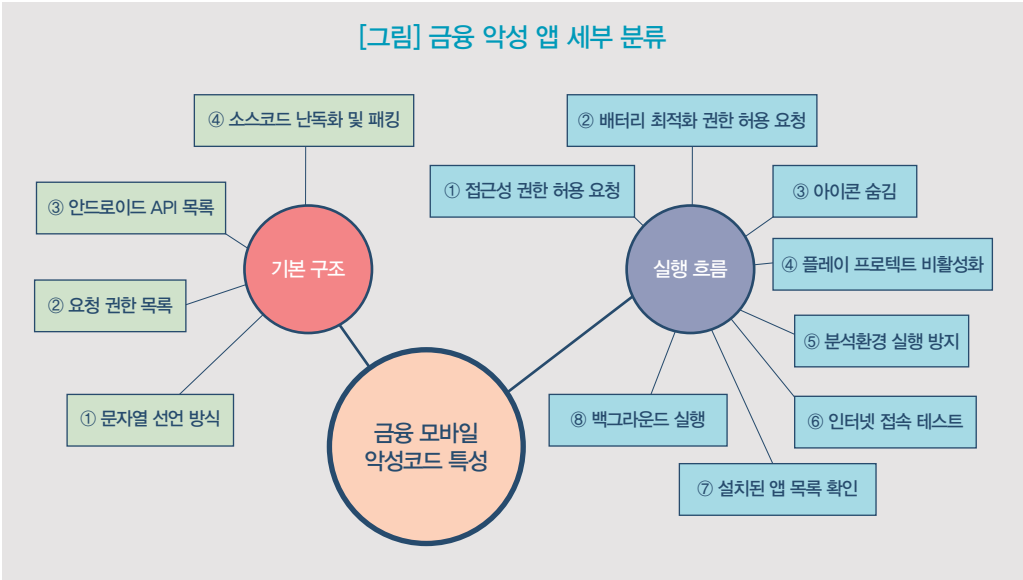 [그림] 금융 악성 앱 세부 분류
④ 소스코드 난독화 및 패킹
③ 안드로이드 API 목록
② 요청 권한 목록
① 문자열 선언 방식
기본 구조
금융 모바일
악성코드 특성
실행 흐름
① 접근성 권한 허용 요청
② 배터리 최적화 권한 허용 요청
③ 아이콘 숨김
④ 플레이 프로텍트 비활성화
⑤ 분석환경 실행 방지
⑥ 인터넷 접속 테스트
⑦ 설치된 앱 목록 확인
⑧ 백그라운드 실행